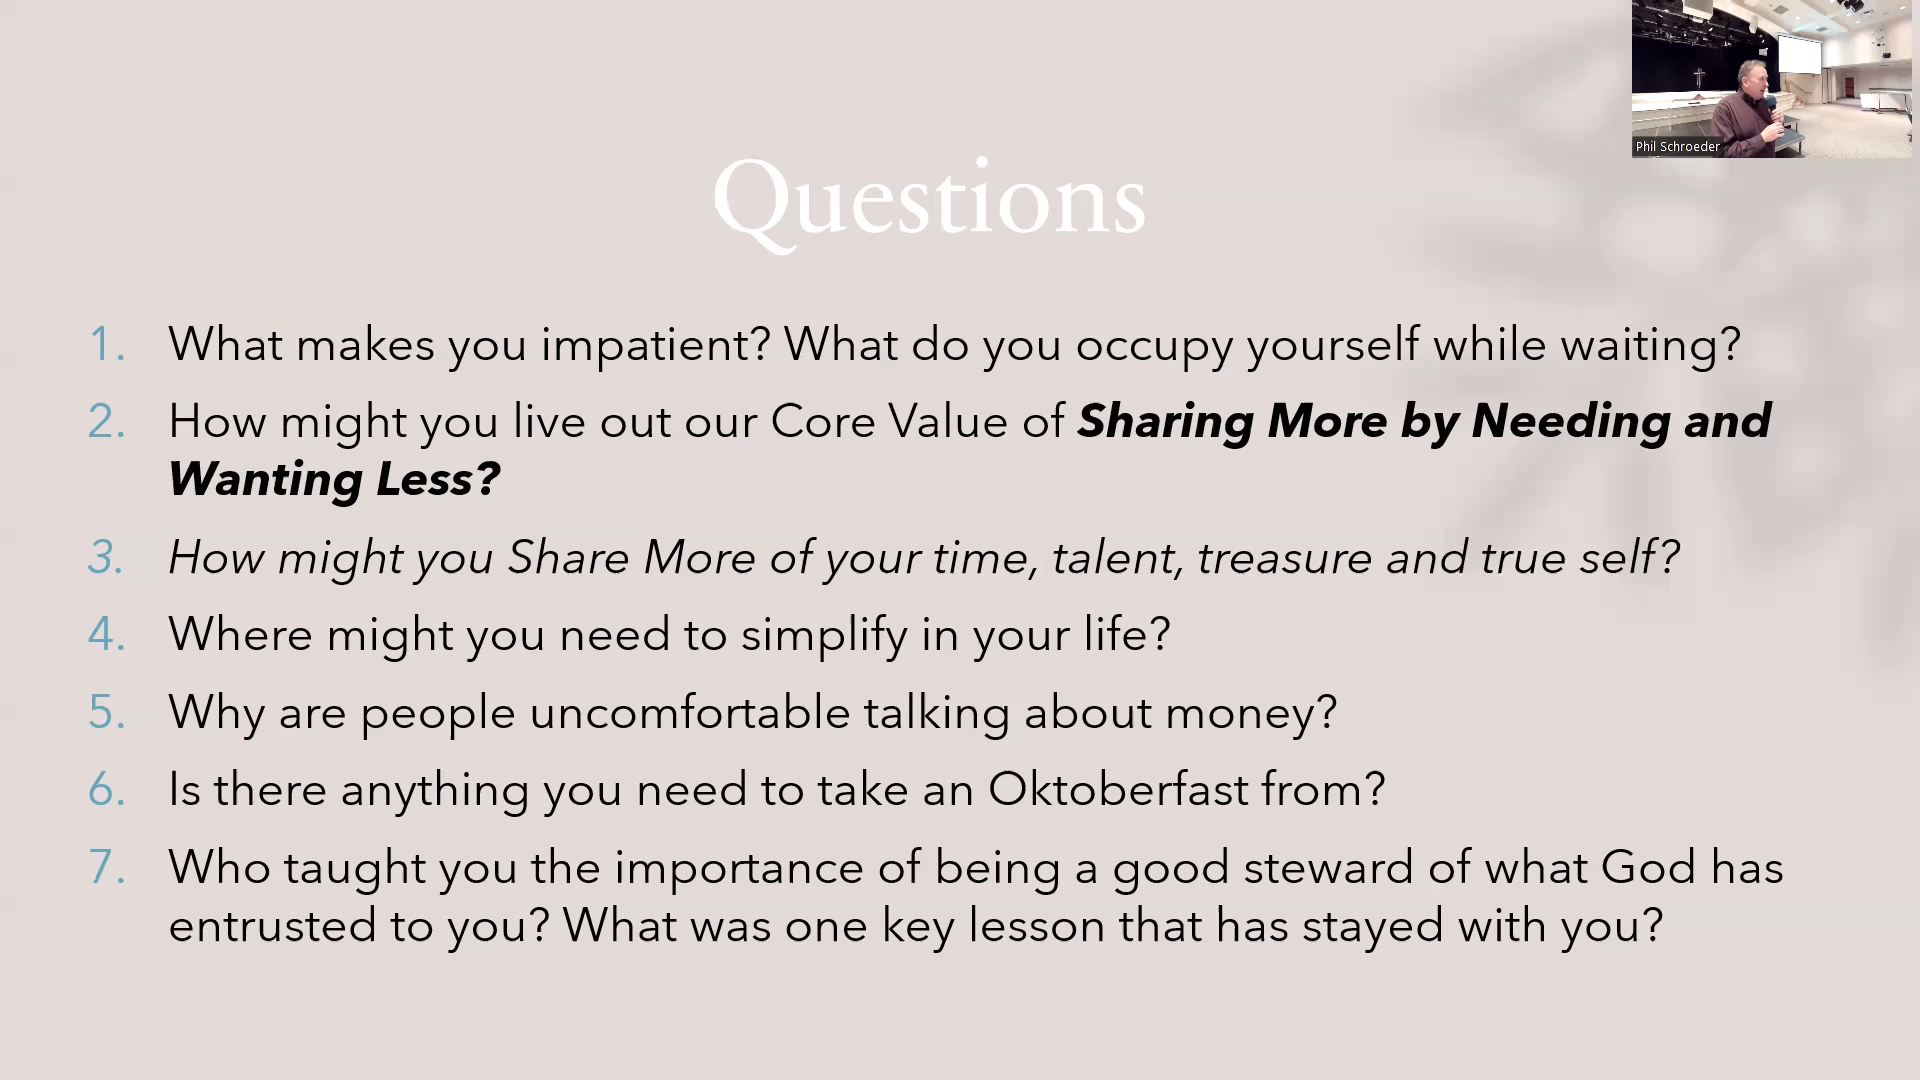 Phil Schroeder
Questions
1. What makes you impatient? What do you occupy yourself while waiting?
2. How might you live out our Core Value of Sharing More by Needing and
Wanting Less?
3. How might you Share More of your time, talent, treasure and true self?
4. Where might you need to simplify in your life?
5. Why are people uncomfortable talking about money?
6. Is there anything you need to take an Oktoberfast from?
7. Who taught you the importance of being a good steward of what God has
entrusted to you? What was one key lesson that has stayed with you?